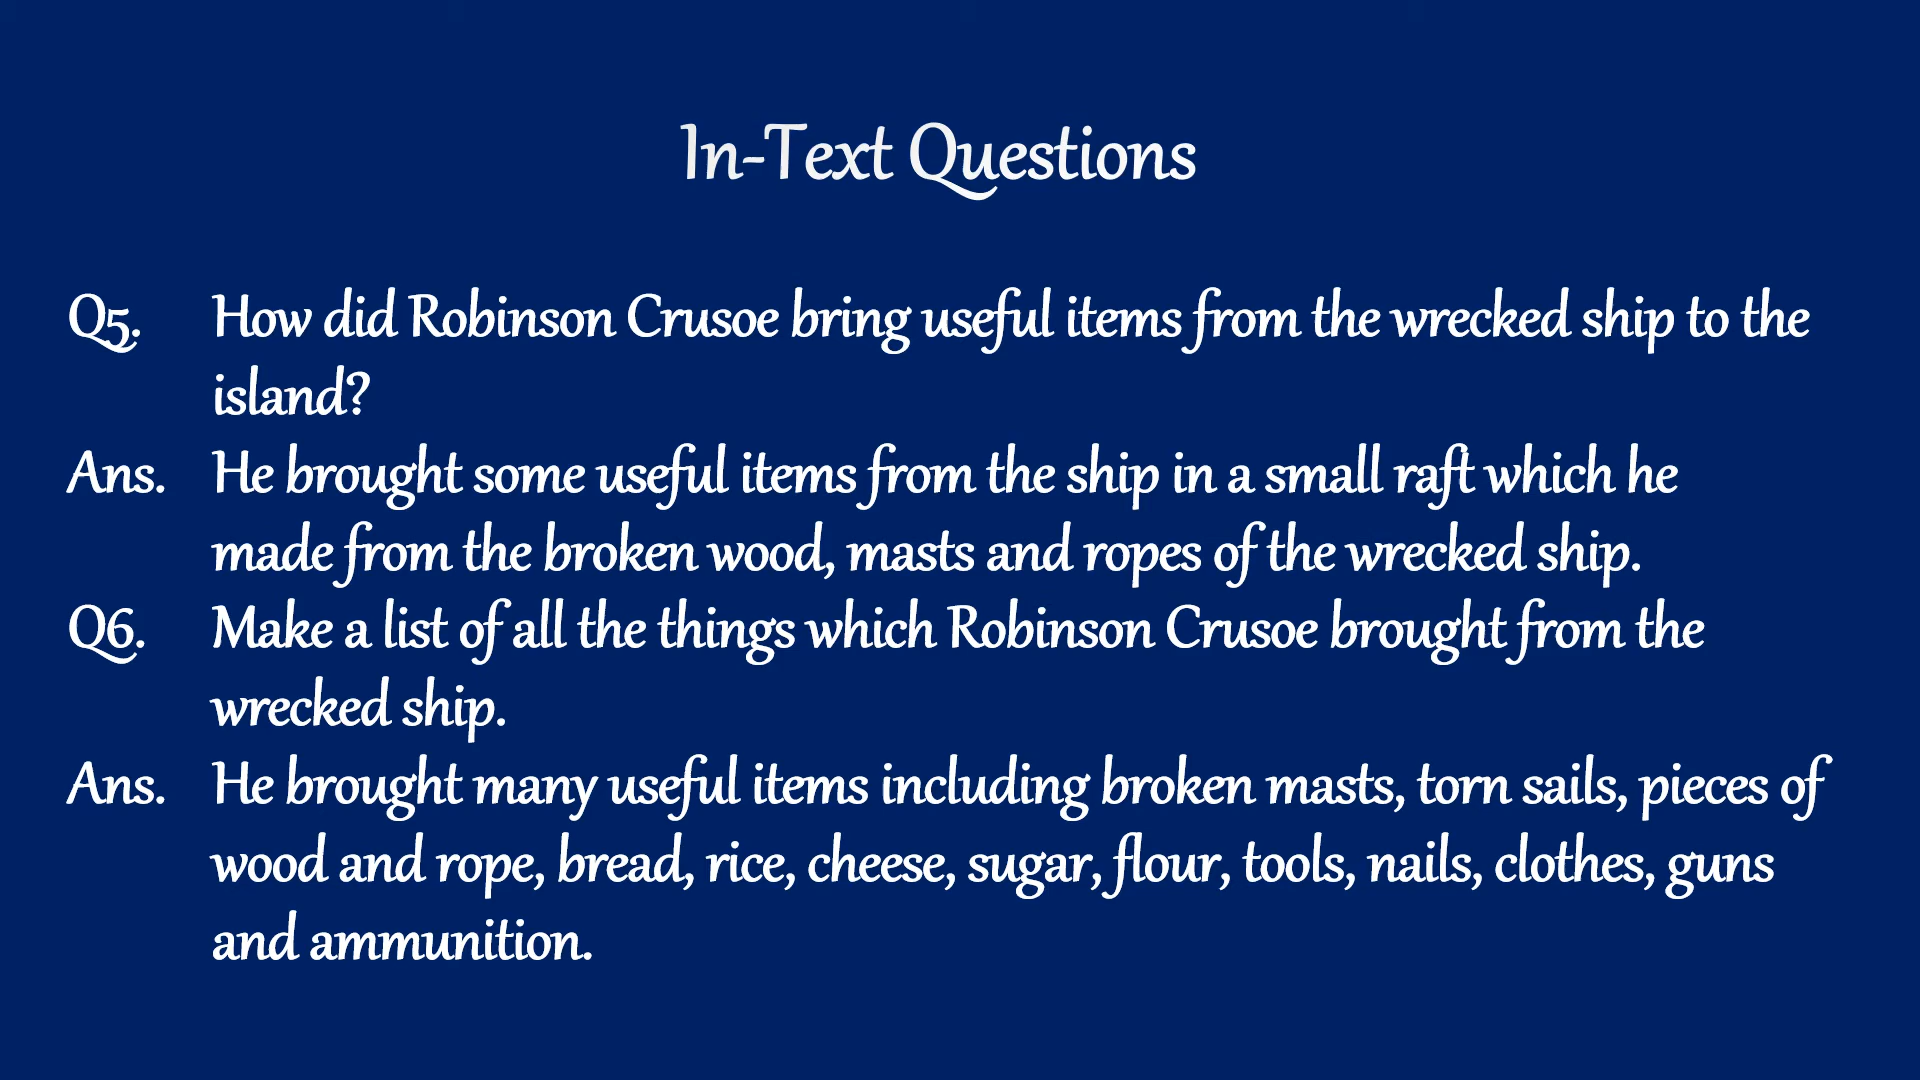 In-Text Questions
Q5. How did Robinson Crusoe bring useful items from the wrecked ship to the
island?
Ans. He brought some useful items from the ship in a small raft which he
made from the broken wood, masts and ropes of the wrecked ship.
Q6. Make a list of all the things which Robinson Crusoe brought from the
wrecked ship.
Ans. He brought many useful items including broken masts, torn sails, pieces of
wood and rope, bread, rice, cheese, sugar, flour, tools, nails, clothes, guns
and ammunition.